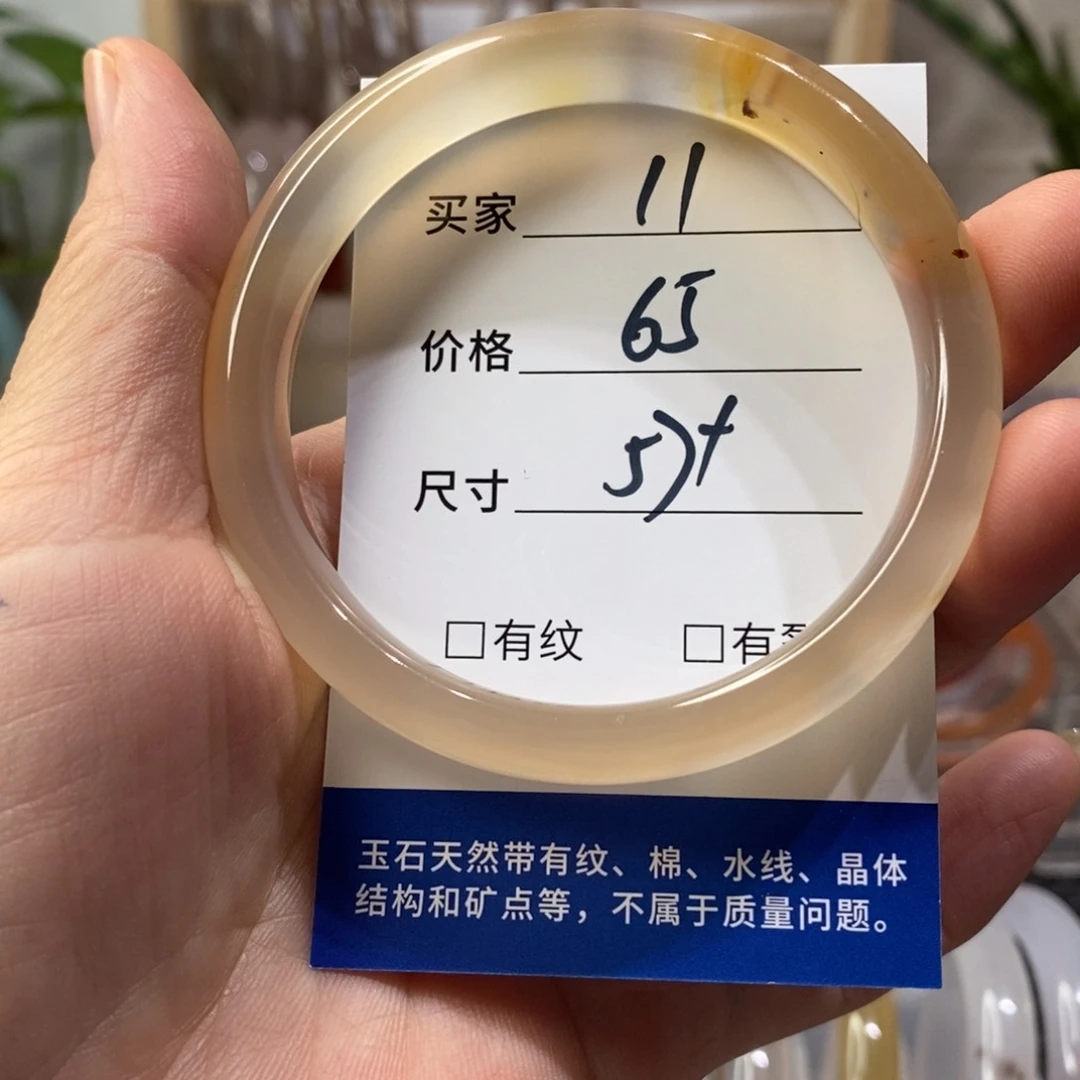 买家 11
价格 65
尺寸 57+
□有纹 □有
玉石天然带有纹、棉、水线、晶体
结构和矿点等，不属于质量问题。